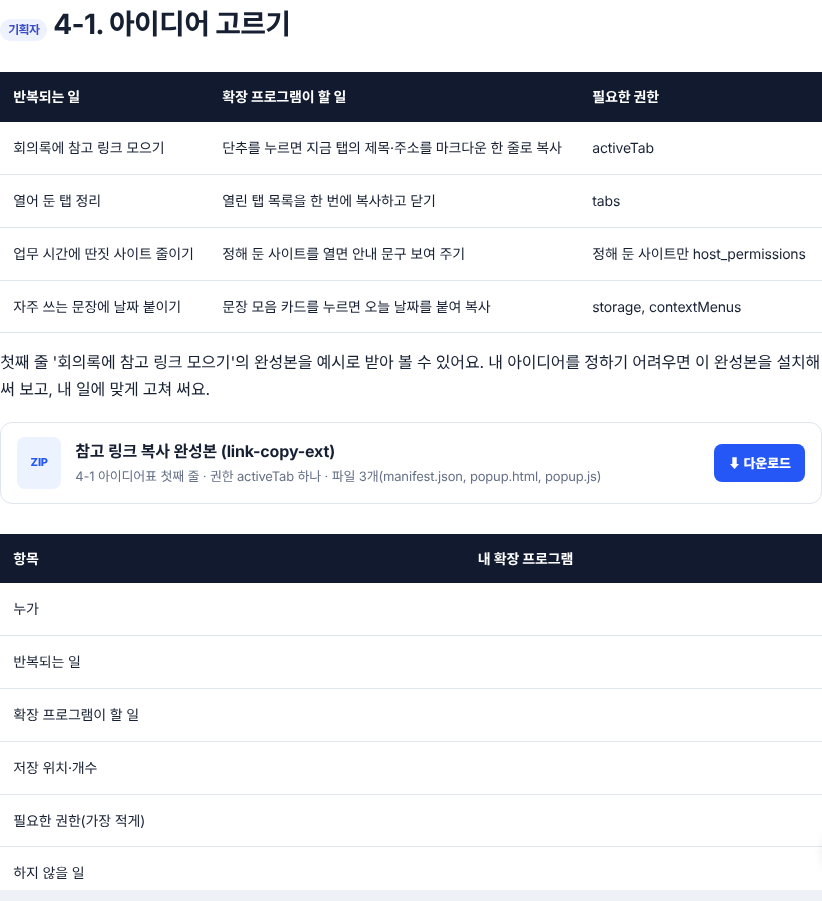 기획자 4-1. 아이디어 고르기
반복되는 일 확장 프로그램이 할 일 필요한 권한
회의록에 참고 링크 모으기 단추를 누르면 지금 탭의 제목·주소를 마크다운 한 줄로 복사 activeTab
열어 둔 탭 정리 열린 탭 목록을 한 번에 복사하고 닫기 tabs
업무 시간에 딴짓 사이트 줄이기 정해 둔 사이트를 열면 안내 문구 보여 주기 정해 둔 사이트만 host_permissions
자주 쓰는 문장에 날짜 붙이기 문장 모음 카드를 누르면 오늘 날짜를 붙여 복사 storage, contextMenus
첫째 줄 '회의록에 참고 링크 모으기'의 완성본을 예시로 받아 볼 수 있어요. 내 아이디어를 정하기 어려우면 이 완성본을 설치해
써 보고, 내 일에 맞게 고쳐 써요.
ZIP 참고 링크 복사 완성본 (link-copy-ext)
4-1 아이디어표 첫째 줄 · 권한 activeTab 하나 · 파일 3개(manifest.json, popup.html, popup.js)
⬇ 다운로드
항목 내 확장 프로그램
누가
반복되는 일
확장 프로그램이 할 일
저장 위치·개수
필요한 권한(가장 적게)
하지 않을 일